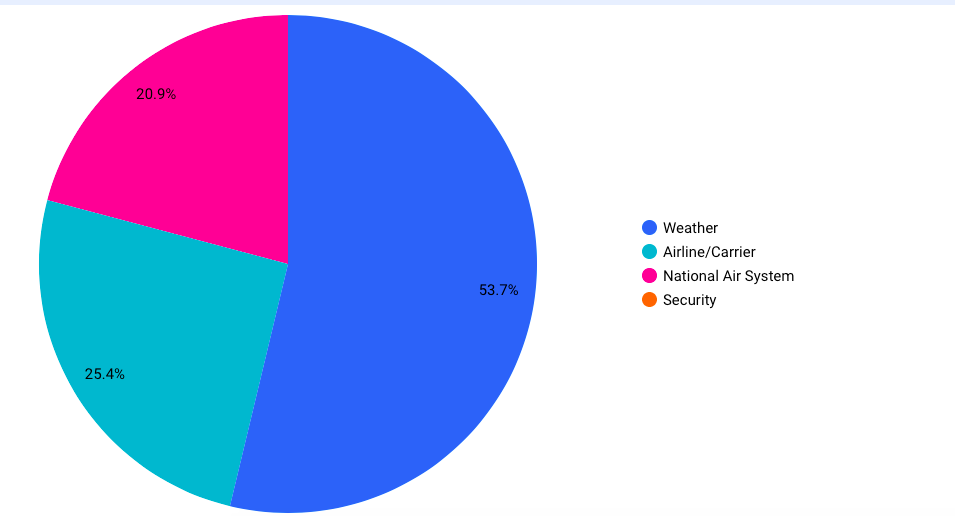 20.9%
53.7%
25.4%
Weather
Airline/Carrier
National Air System
Security